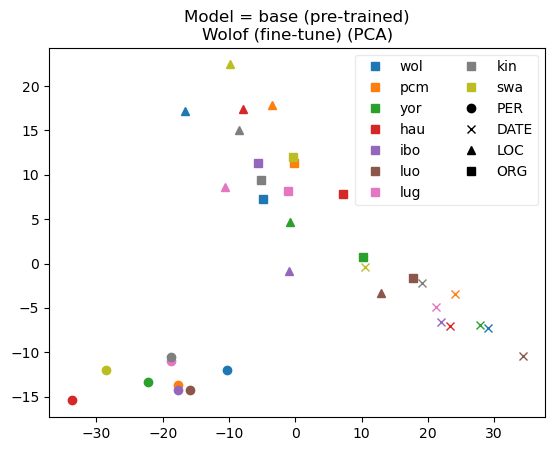 Model = base (pre-trained)
Wolof (fine-tune) (PCA)
wol kin
pcm swa
yor PER
hau DATE
ibo LOC
luo ORG
lug
20
15
10
5
0
−5
−10
−15
−30 −20 −10 0 10 20 30